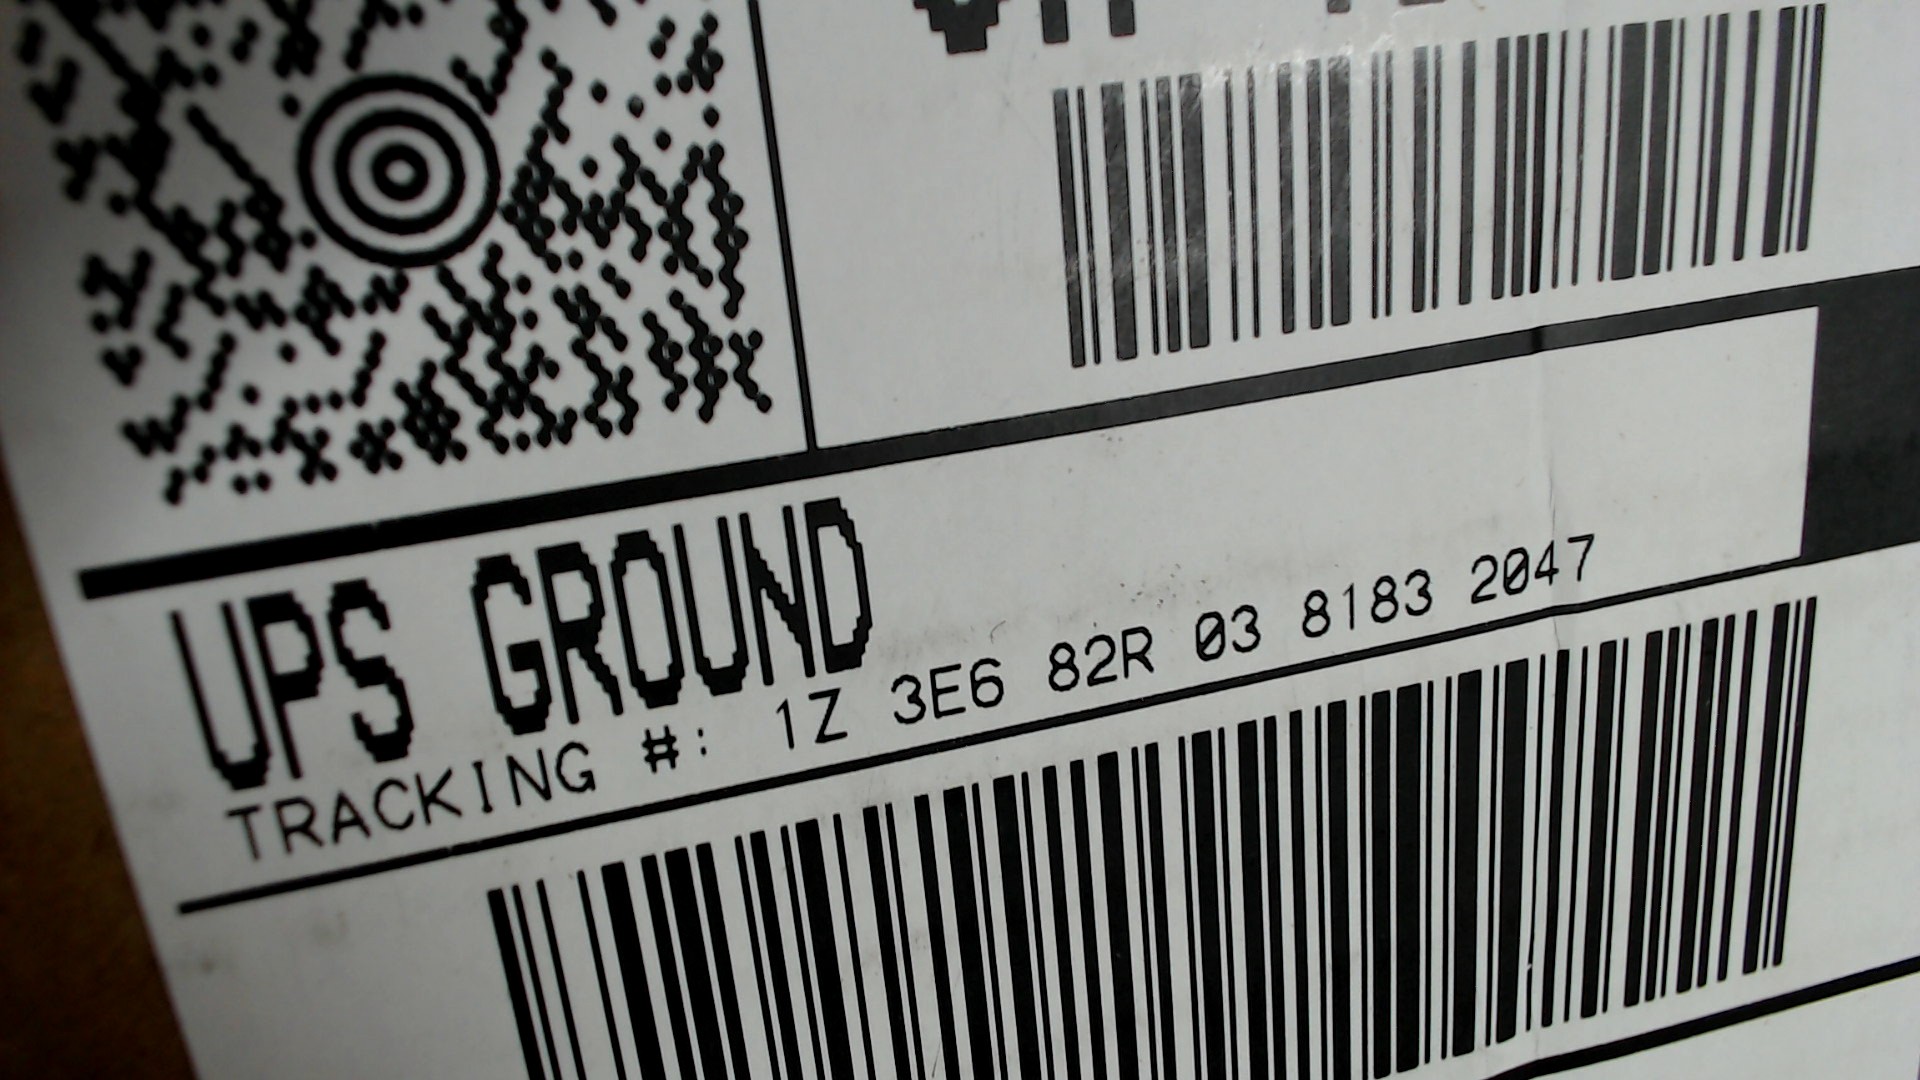 UPS GROUND
TRACKING #: 1Z 3E6 82R 03 8183 2047